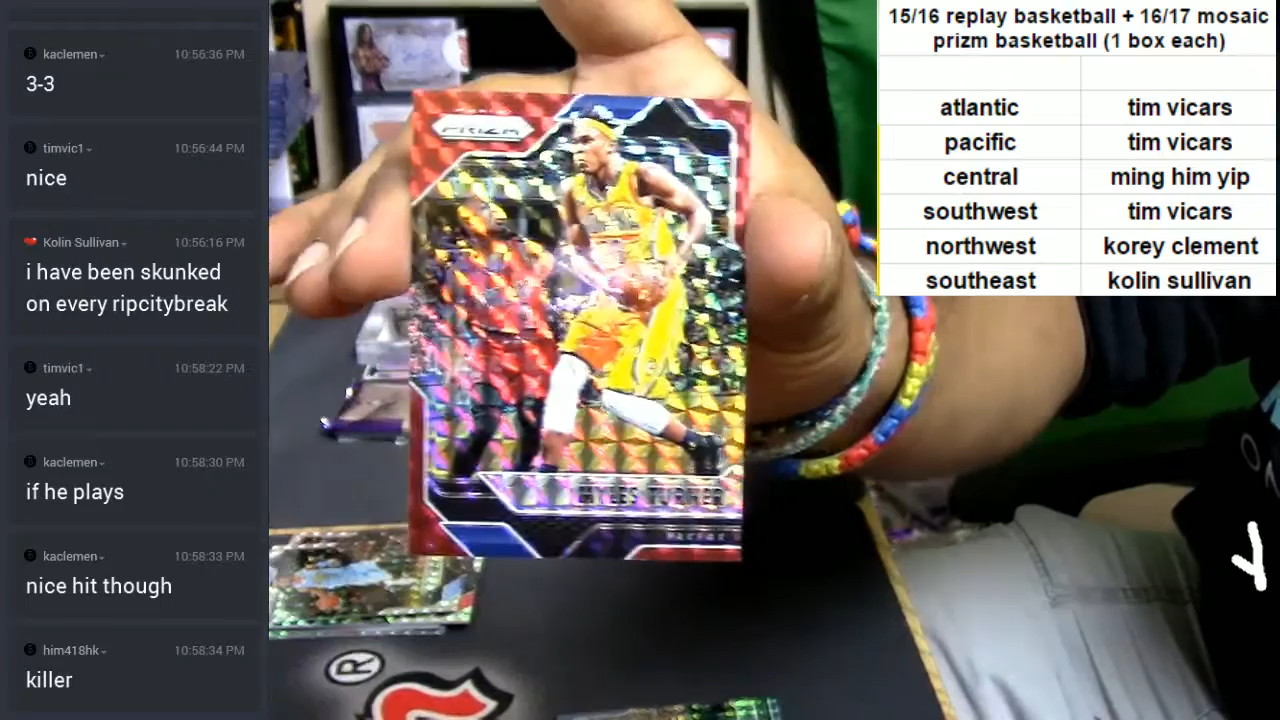 kaclemen
10:56:36 PM
3-3
timvic1
10:56:44 PM
nice
Kolin Sullivan
10:56:16 PM
i have been skunked
on every ripcitybreak
timvic1
10:58:22 PM
yeah
kaclemen
10:58:30 PM
if he plays
kaclemen
10:58:33 PM
nice hit though
him418hk
10:58:34 PM
killer
PRIZM
MYLES TURNER
®
15/16 replay basketball + 16/17 mosaic
prizm basketball (1 box each)
atlantic tim vicars
pacific tim vicars
central ming him yip
southwest tim vicars
northwest korey clement
southeast kolin sullivan